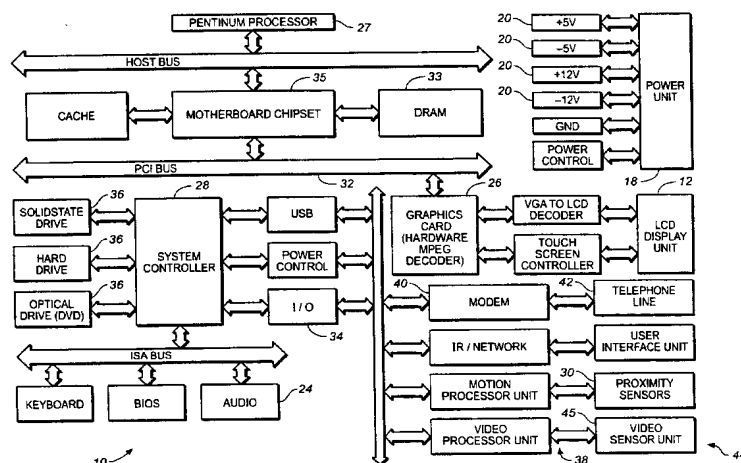 PENTINUM PROCESSOR
27
HOST BUS
35
33
CACHE
MOTHERBOARD CHIPSET
DRAM
PCI BUS
32
20
+5V
20
–5V
20
+12V
20
–12V
GND
POWER
CONTROL
POWER
UNIT
18
12
36
SOLIDSTATE
DRIVE
36
HARD
DRIVE
36
OPTICAL
DRIVE (DVD)
28
SYSTEM
CONTROLLER
USB
POWER
CONTROL
I / O
34
26
GRAPHICS
CARD
(HARDWARE
MPEG
DECODER)
VGA TO LCD
DECODER
TOUCH
SCREEN
CONTROLLER
LCD
DISPLAY
UNIT
40
MODEM
42
TELEPHONE
LINE
IR / NETWORK
USER
INTERFACE UNIT
MOTION
PROCESSOR UNIT
30
PROXIMITY
SENSORS
VIDEO
PROCESSOR UNIT
45
VIDEO
SENSOR UNIT
38
44
ISA BUS
KEYBOARD
BIOS
AUDIO
24
10